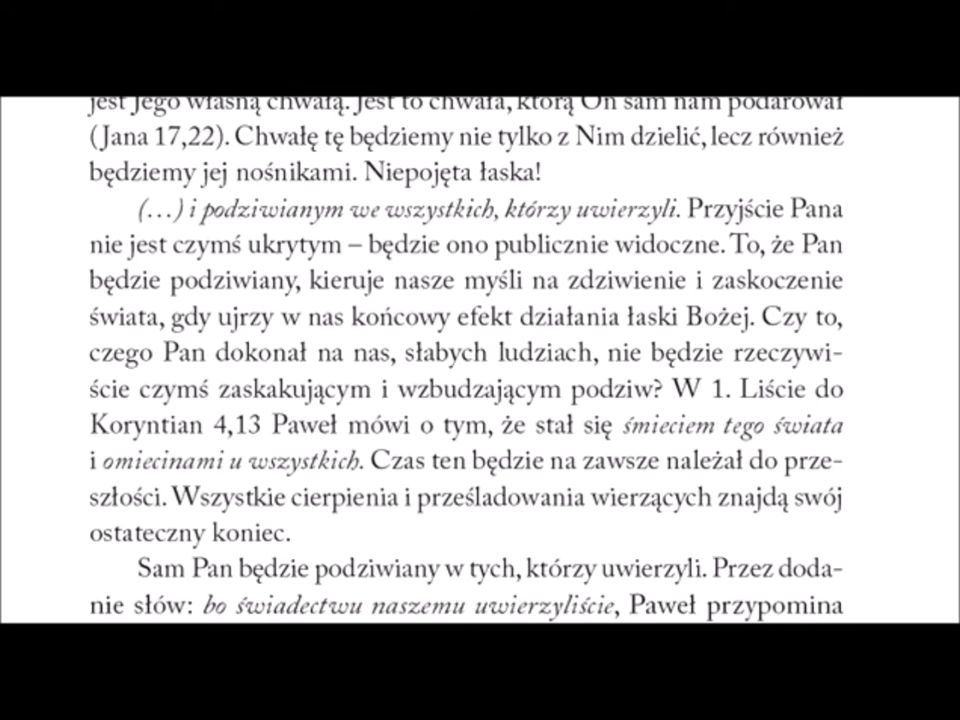 jest Jego własną chwałą. Jest to chwała, którą On sam nam podarował
(Jana 17,22). Chwałę tę będziemy nie tylko z Nim dzielić, lecz również
będziemy jej nośnikami. Niepojęta łaska!
(…) i podziwianym we wszystkich, którzy uwierzyli. Przyjście Pana
nie jest czymś ukrytym – będzie ono publicznie widoczne. To, że Pan
będzie podziwiany, kieruje nasze myśli na zdziwienie i zaskoczenie
świata, gdy ujrzy w nas końcowy efekt działania łaski Bożej. Czy to,
czego Pan dokonał na nas, słabych ludziach, nie będzie rzeczywi-
ście czymś zaskakującym i wzbudzającym podziw? W 1. Liście do
Koryntian 4,13 Paweł mówi o tym, że stał się śmieciem tego świata
i omiecinami u wszystkich. Czas ten będzie na zawsze należał do prze-
szłości. Wszystkie cierpienia i prześladowania wierzących znajdą swój
ostateczny koniec.
Sam Pan będzie podziwiany w tych, którzy uwierzyli. Przez doda-
nie słów: bo świadectwu naszemu uwierzyliście, Paweł przypomina